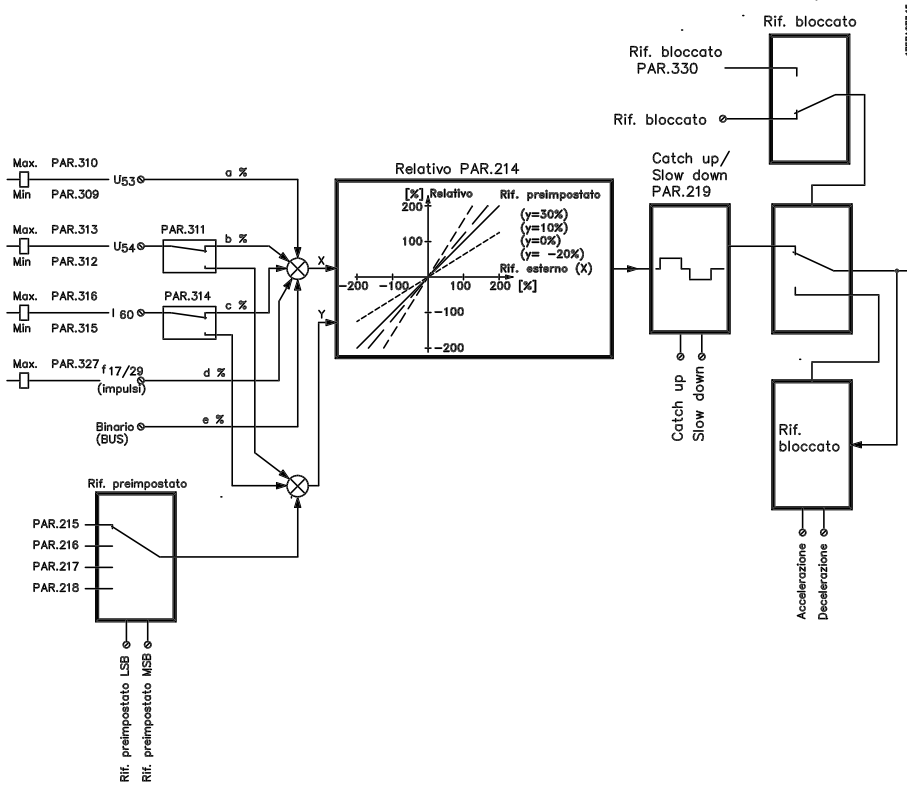 Rif. bloccato
Rif. bloccato
PAR.330
Rif. bloccato
Max. PAR.310
U53
Min PAR.309
a %
Max. PAR.313
U54
Min PAR.312
PAR.311
b %
Max. PAR.316
I 60
Min PAR.315
PAR.314
c %
Max. PAR.327
f17/29
(impulsi)
d %
Binario
(BUS)
e %
X
Y
Relativo PAR.214
[%] Relativo
200
100
-200 -100
100 200 [%]
-100
-200
Rif. preimpostato
(y=30%)
(y=10%)
(y=0%)
(y= -20%)
Rif. esterno (X)
Catch up/
Slow down
PAR.219
Catch up
Slow down
Rif.
bloccato
Accelerazione
Decelerazione
Rif. preimpostato
PAR.215
PAR.216
PAR.217
PAR.218
Rif. preimpostato LSB
Rif. preimpostato MSB